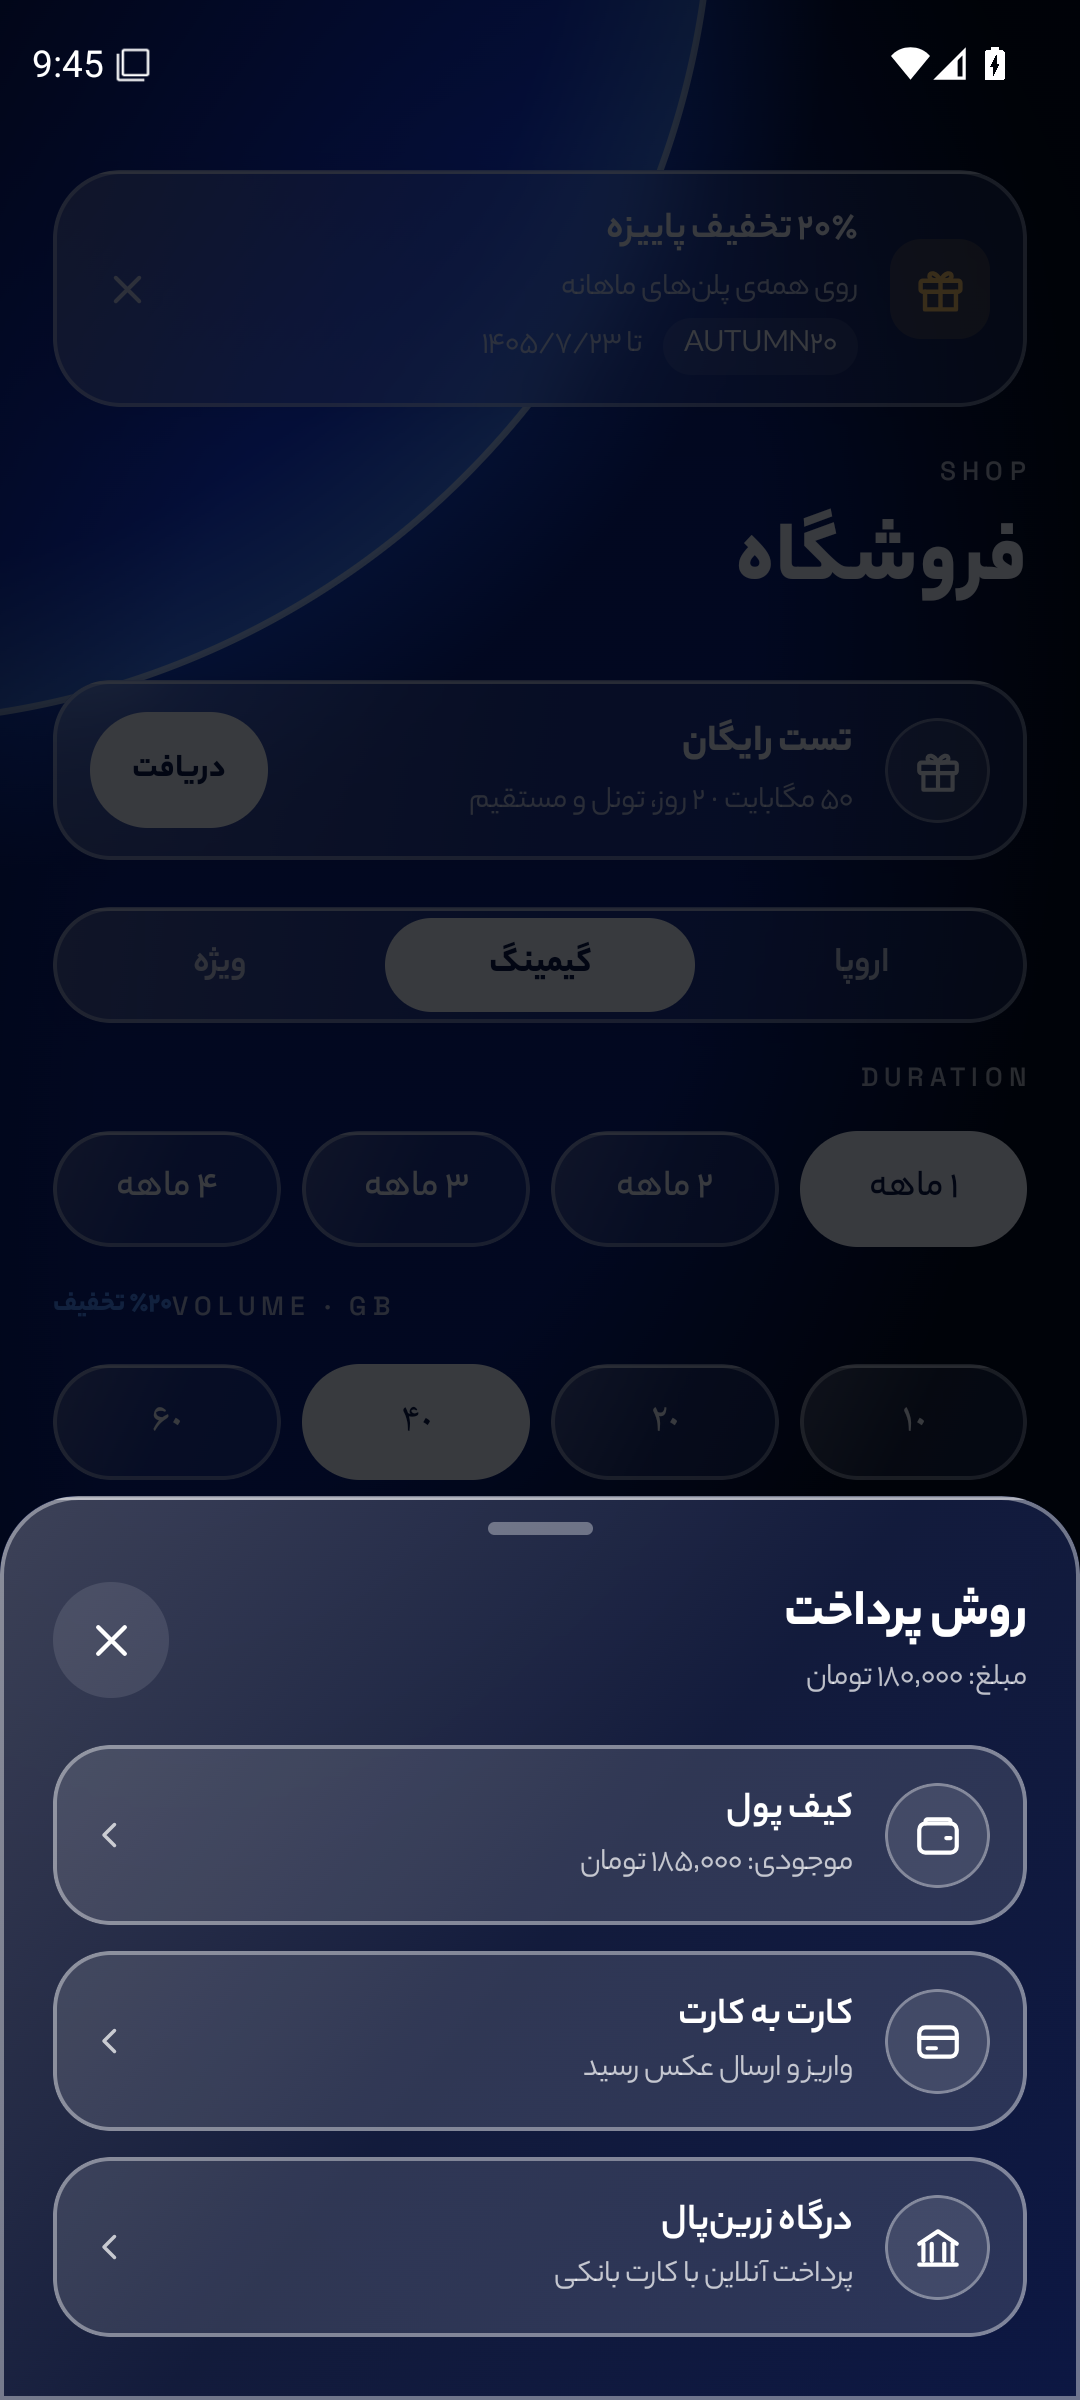 9:45
۲۰% تخفیف پاییزه
روی همه‌ی پلن‌های ماهانه
AUTUMN۲۰ تا ۱۴۰۵/۷/۲۳
SHOP
فروشگاه
تست رایگان
۵۰ مگابایت · ۲ روز، تونل و مستقیم
دریافت
اروپا
گیمینگ
ویژه
DURATION
۱ ماهه
۲ ماهه
۳ ماهه
۴ ماهه
VOLUME · GB
۲۰% تخفیف
۱۰
۲۰
۴۰
۶۰
روش پرداخت
مبلغ: ۱۸۰,۰۰۰ تومان
کیف پول
موجودی: ۱۸۵,۰۰۰ تومان
کارت به کارت
واریز و ارسال عکس رسید
درگاه زرین‌پال
پرداخت آنلاین با کارت بانکی